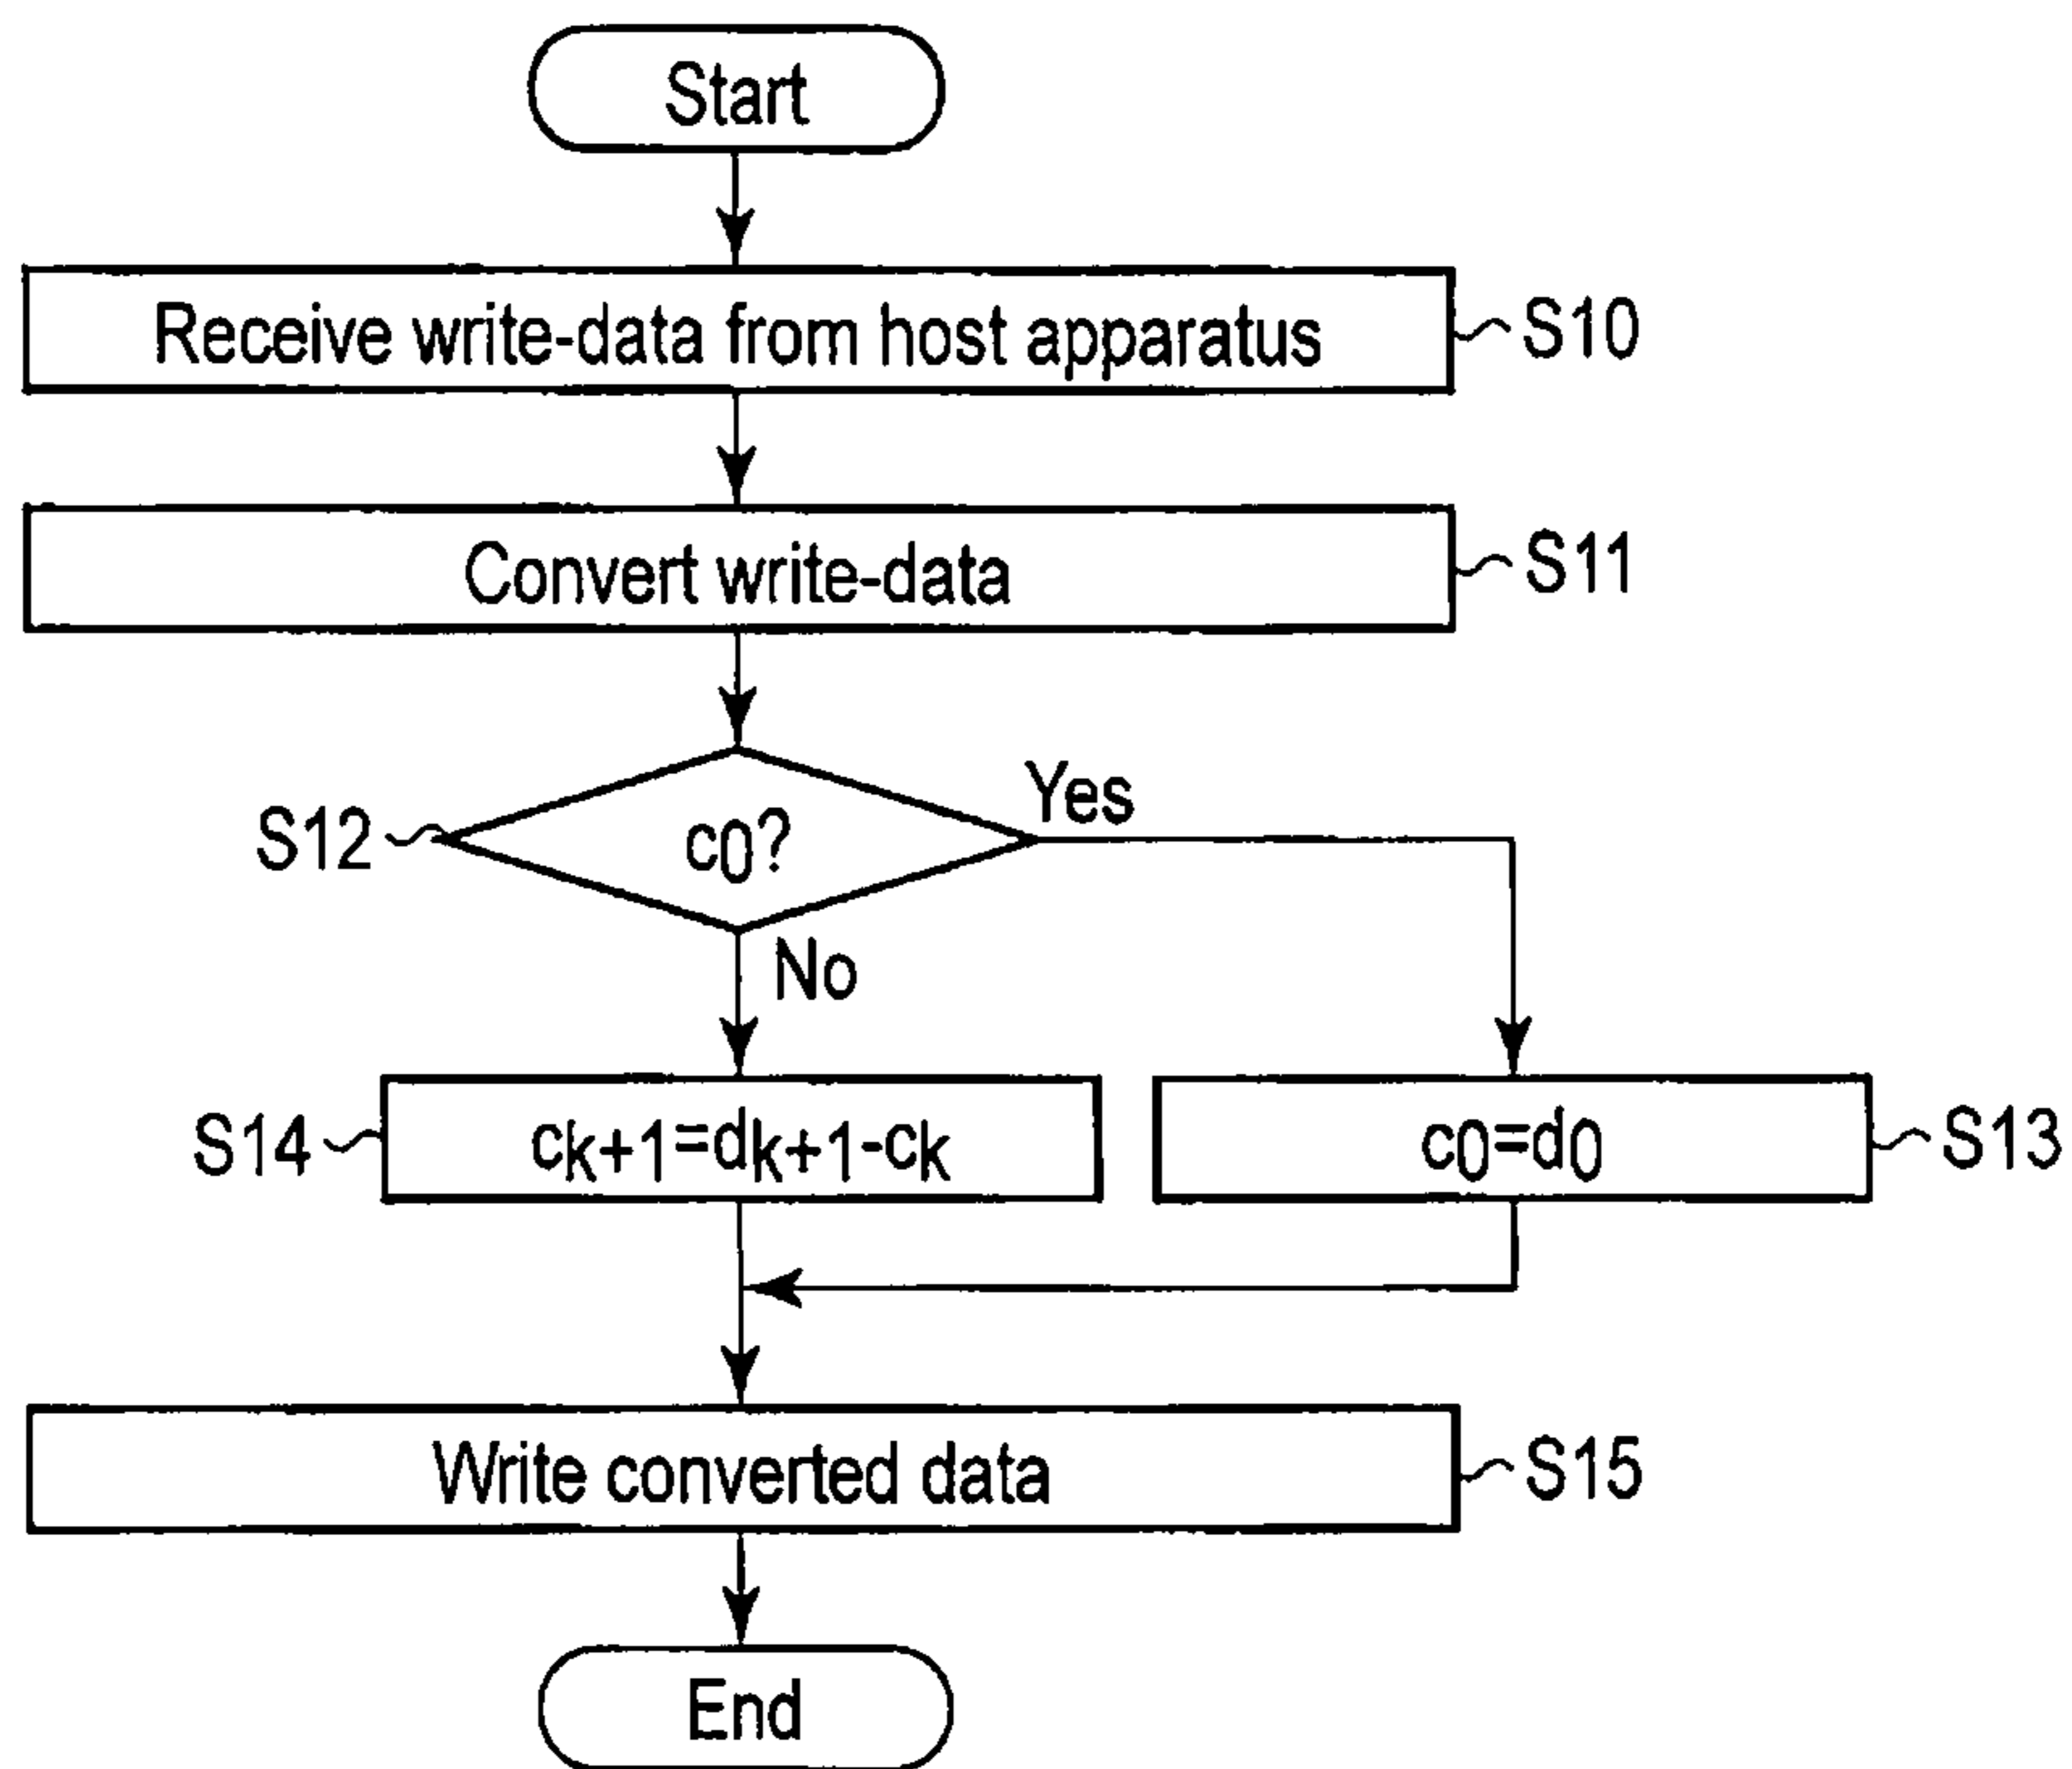 Start
Receive write-data from host apparatus
S10
Convert write-data
S11
Yes
S12
c0?
No
S14
ck+1=dk+1-ck
c0=d0
S13
Write converted data
S15
End